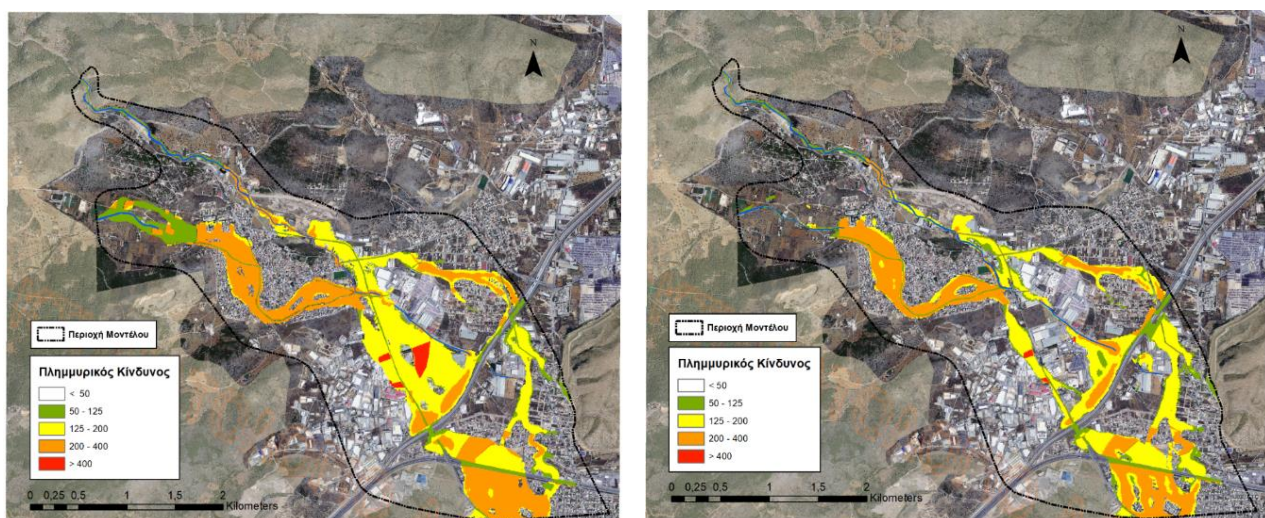 N
Περιοχή Μοντέλου
Πλημμυρικός Κίνδυνος
< 50
50 - 125
125 - 200
200 - 400
> 400
0 0,25 0,5 1 1,5 2
Kilometers
N
Περιοχή Μοντέλου
Πλημμυρικός Κίνδυνος
< 50
50 - 125
125 - 200
200 - 400
> 400
0 0,25 0,5 1 1,5 2
Kilometers